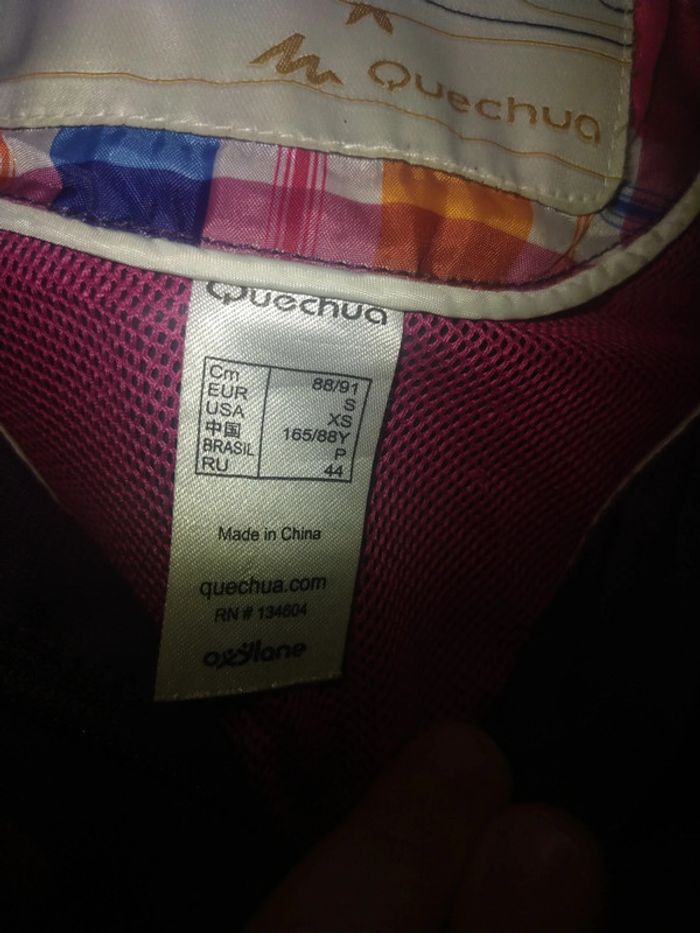 Quechua
Quechua
Cm 88/91
EUR S
USA XS
中国 165/88Y
BRASIL P
RU 44
Made in China
quechua.com
RN # 134604
oxylane